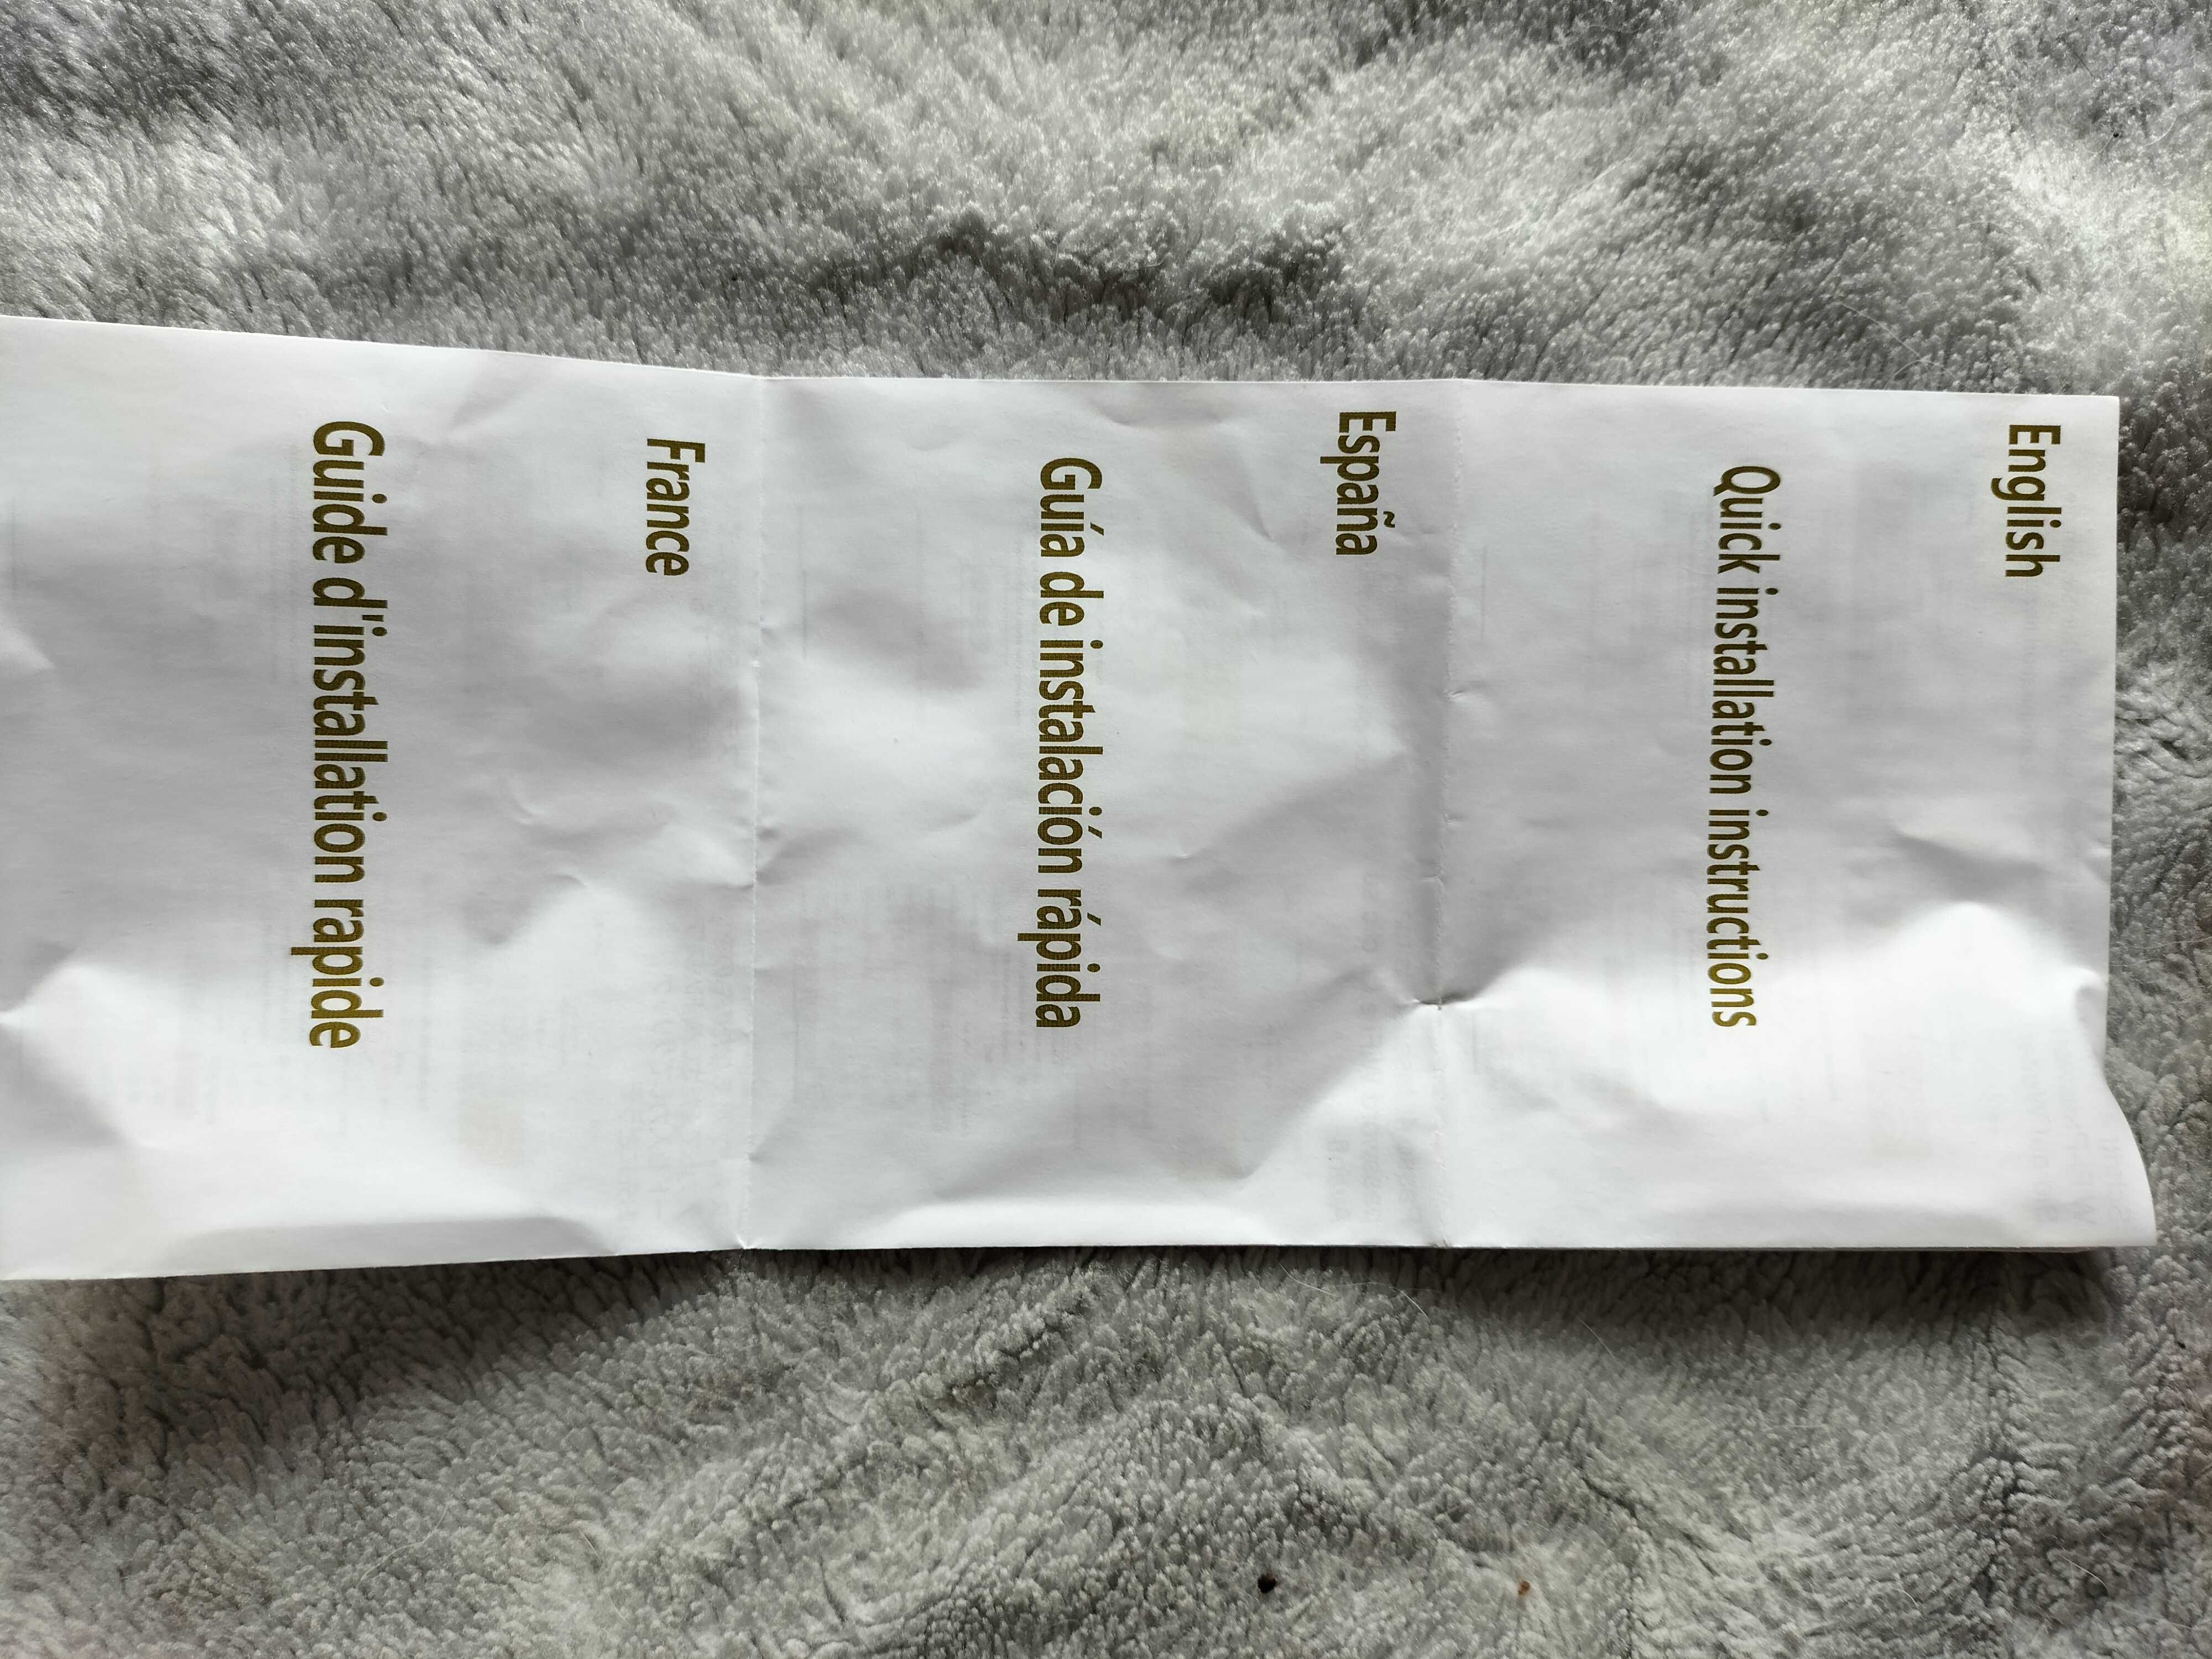 English
Quick installation instructions
España
Guía de instalación rápida
France
Guide d'installation rapide